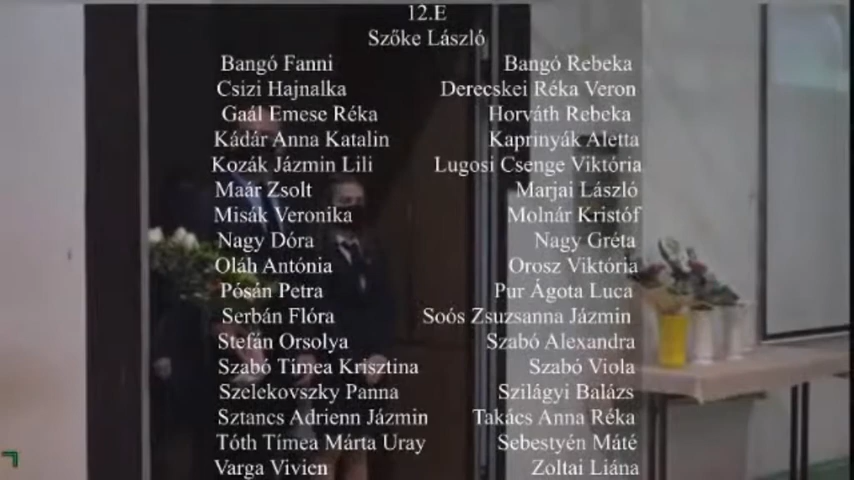 12.E
Szőke László
Bangó Fanni Bangó Rebeka
Csizi Hajnalka Derecskei Réka Veron
Gaál Emese Réka Horváth Rebeka
Kádár Anna Katalin Kaprinyák Aletta
Kozák Jázmin Lili Lugosi Csenge Viktória
Maár Zsolt Marjai László
Misák Veronika Molnár Kristóf
Nagy Dóra Nagy Gréta
Oláh Antónia Orosz Viktória
Pósán Petra Pur Ágota Luca
Serbán Flóra Soós Zsuzsanna Jázmin
Stefán Orsolya Szabó Alexandra
Szabó Tímea Krisztina Szabó Viola
Szelekovszky Panna Szilágyi Balázs
Sztancs Adrienn Jázmin Takács Anna Réka
Tóth Tímea Márta Uray Sebestyén Máté
Varga Vivien Zoltai Liána